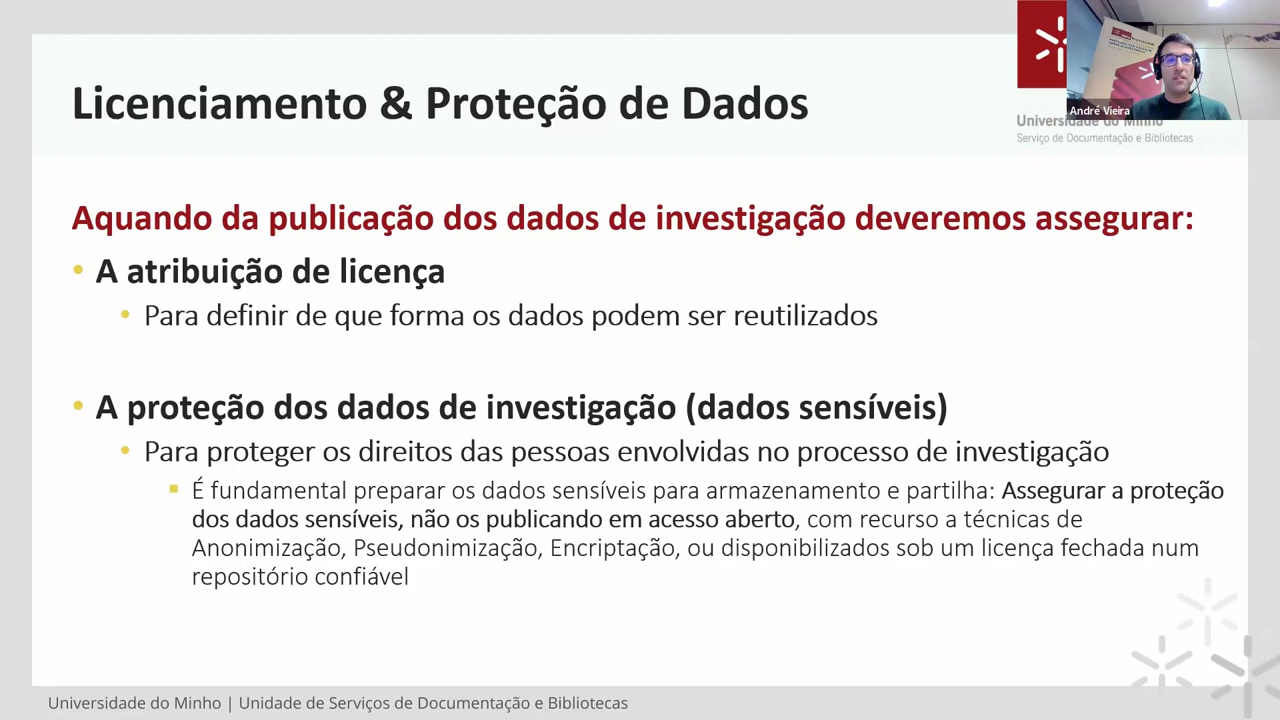 Licenciamento & Proteção de Dados
André Vieira
Universidade do Minho
Serviço de Documentação e Bibliotecas
Aquando da publicação dos dados de investigação deveremos assegurar:
• A atribuição de licença
• Para definir de que forma os dados podem ser reutilizados
• A proteção dos dados de investigação (dados sensíveis)
• Para proteger os direitos das pessoas envolvidas no processo de investigação
▪ É fundamental preparar os dados sensíveis para armazenamento e partilha: Assegurar a proteção
dos dados sensíveis, não os publicando em acesso aberto, com recurso a técnicas de
Anonimização, Pseudonimização, Encriptação, ou disponibilizados sob um licença fechada num
repositório confiável
Universidade do Minho | Unidade de Serviços de Documentação e Bibliotecas